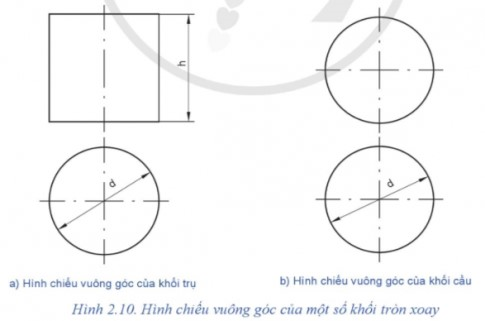 h
d
d
a) Hình chiếu vuông góc của khối trụ
b) Hình chiếu vuông góc của khối cầu
Hình 2.10. Hình chiếu vuông góc của một số khối tròn xoay